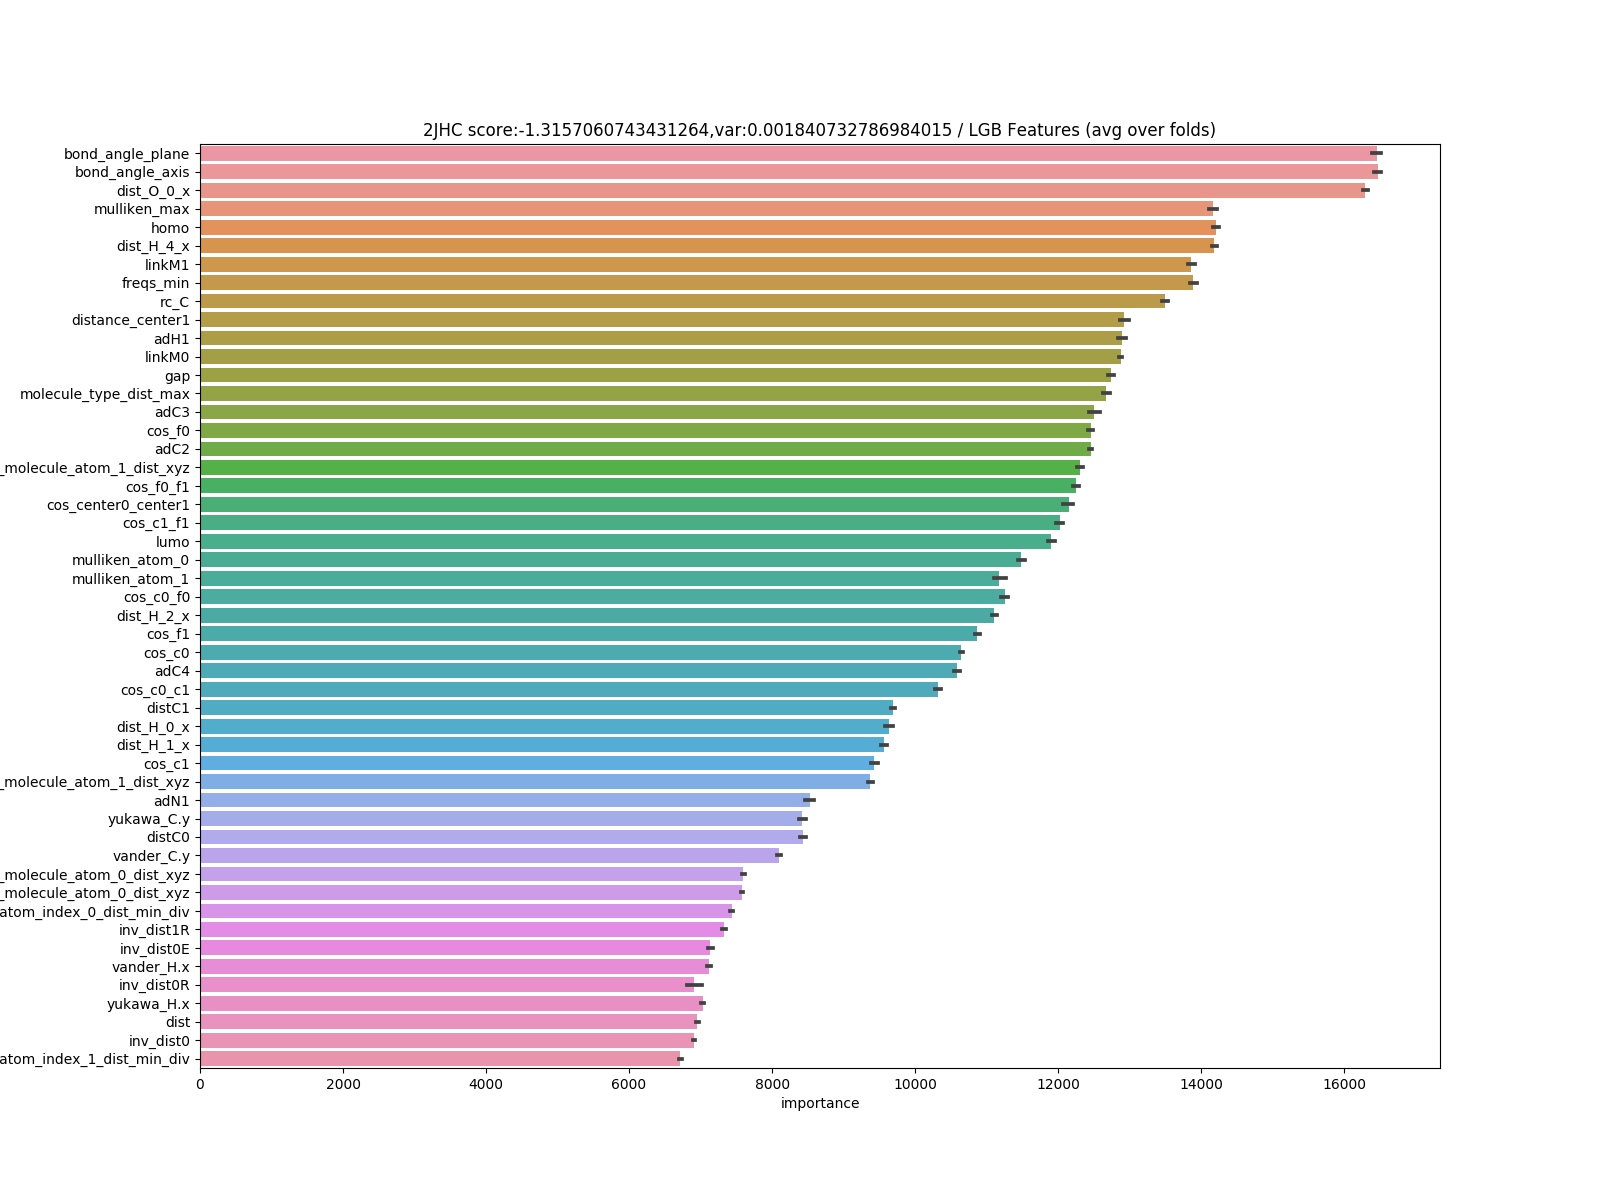 2JHC score:-1.3157060743431264,var:0.001840732786984015 / LGB Features (avg over folds)
bond_angle_plane
bond_angle_axis
dist_O_0_x
mulliken_max
homo
dist_H_4_x
linkM1
freqs_min
rc_C
distance_center1
adH1
linkM0
gap
molecule_type_dist_max
adC3
cos_f0
adC2
_molecule_atom_1_dist_xyz
cos_f0_f1
cos_center0_center1
cos_c1_f1
lumo
mulliken_atom_0
mulliken_atom_1
cos_c0_f0
dist_H_2_x
cos_f1
cos_c0
adC4
cos_c0_c1
distC1
dist_H_0_x
dist_H_1_x
cos_c1
_molecule_atom_1_dist_xyz
adN1
yukawa_C.y
distC0
vander_C.y
_molecule_atom_0_dist_xyz
_molecule_atom_0_dist_xyz
atom_index_0_dist_min_div
inv_dist1R
inv_dist0E
vander_H.x
inv_dist0R
yukawa_H.x
dist
inv_dist0
atom_index_1_dist_min_div
0 2000 4000 6000 8000 10000 12000 14000 16000
importance